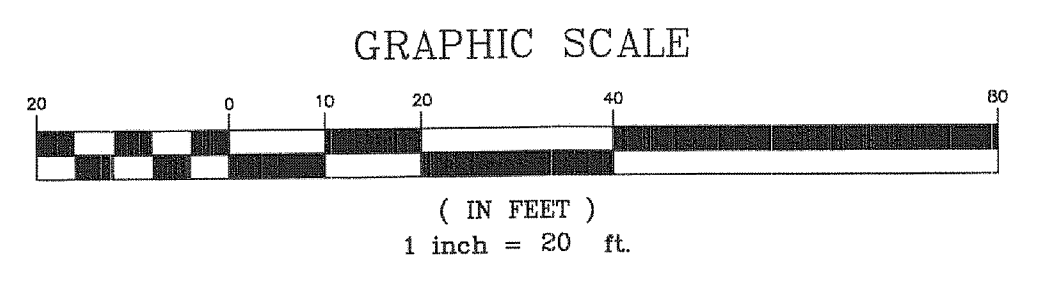 GRAPHIC SCALE
20 0 10 20 40 80
( IN FEET )
1 inch = 20 ft.